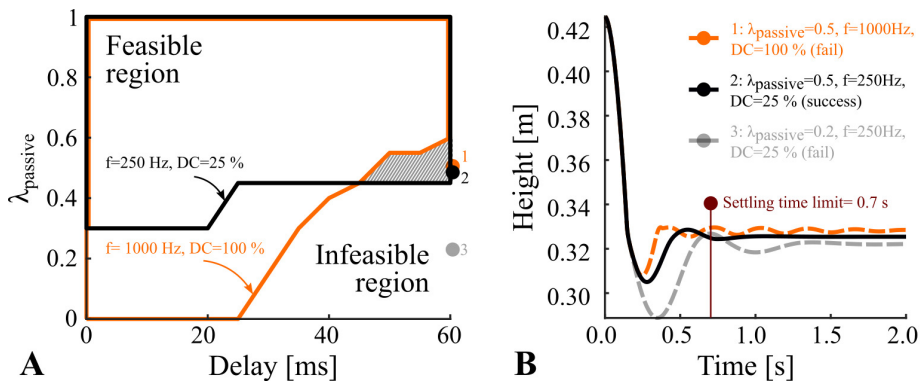 1
0.8
0.6
0.4
0.2
0
λpassive
Feasible
region
f=250 Hz, DC=25 %
f= 1000 Hz, DC=100 %
Infeasible
region
1
2
3
0
20
40
60
Delay [ms]
A
0.42
0.40
0.38
0.36
0.34
0.32
0.30
Height [m]
1: λpassive=0.5, f=1000Hz,
DC=100 % (fail)
2: λpassive=0.5, f=250Hz,
DC=25 % (success)
3: λpassive=0.2, f=250Hz,
DC=25 % (fail)
Settling time limit= 0.7 s
0.0
0.5
1.0
1.5
2.0
Time [s]
B